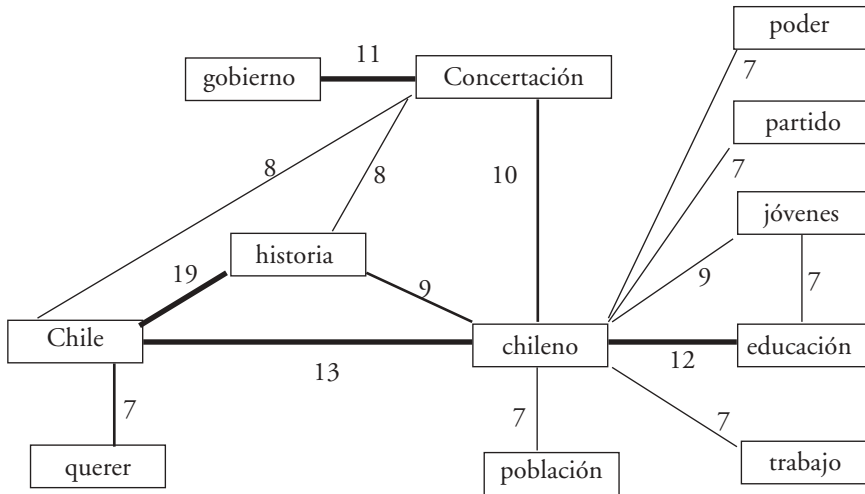 poder
7
11
gobierno
Concertación
partido
7
8
8
10
jóvenes
historia
19
9
9
7
Chile
chileno
educación
13
12
7
7
7
querer
población
trabajo